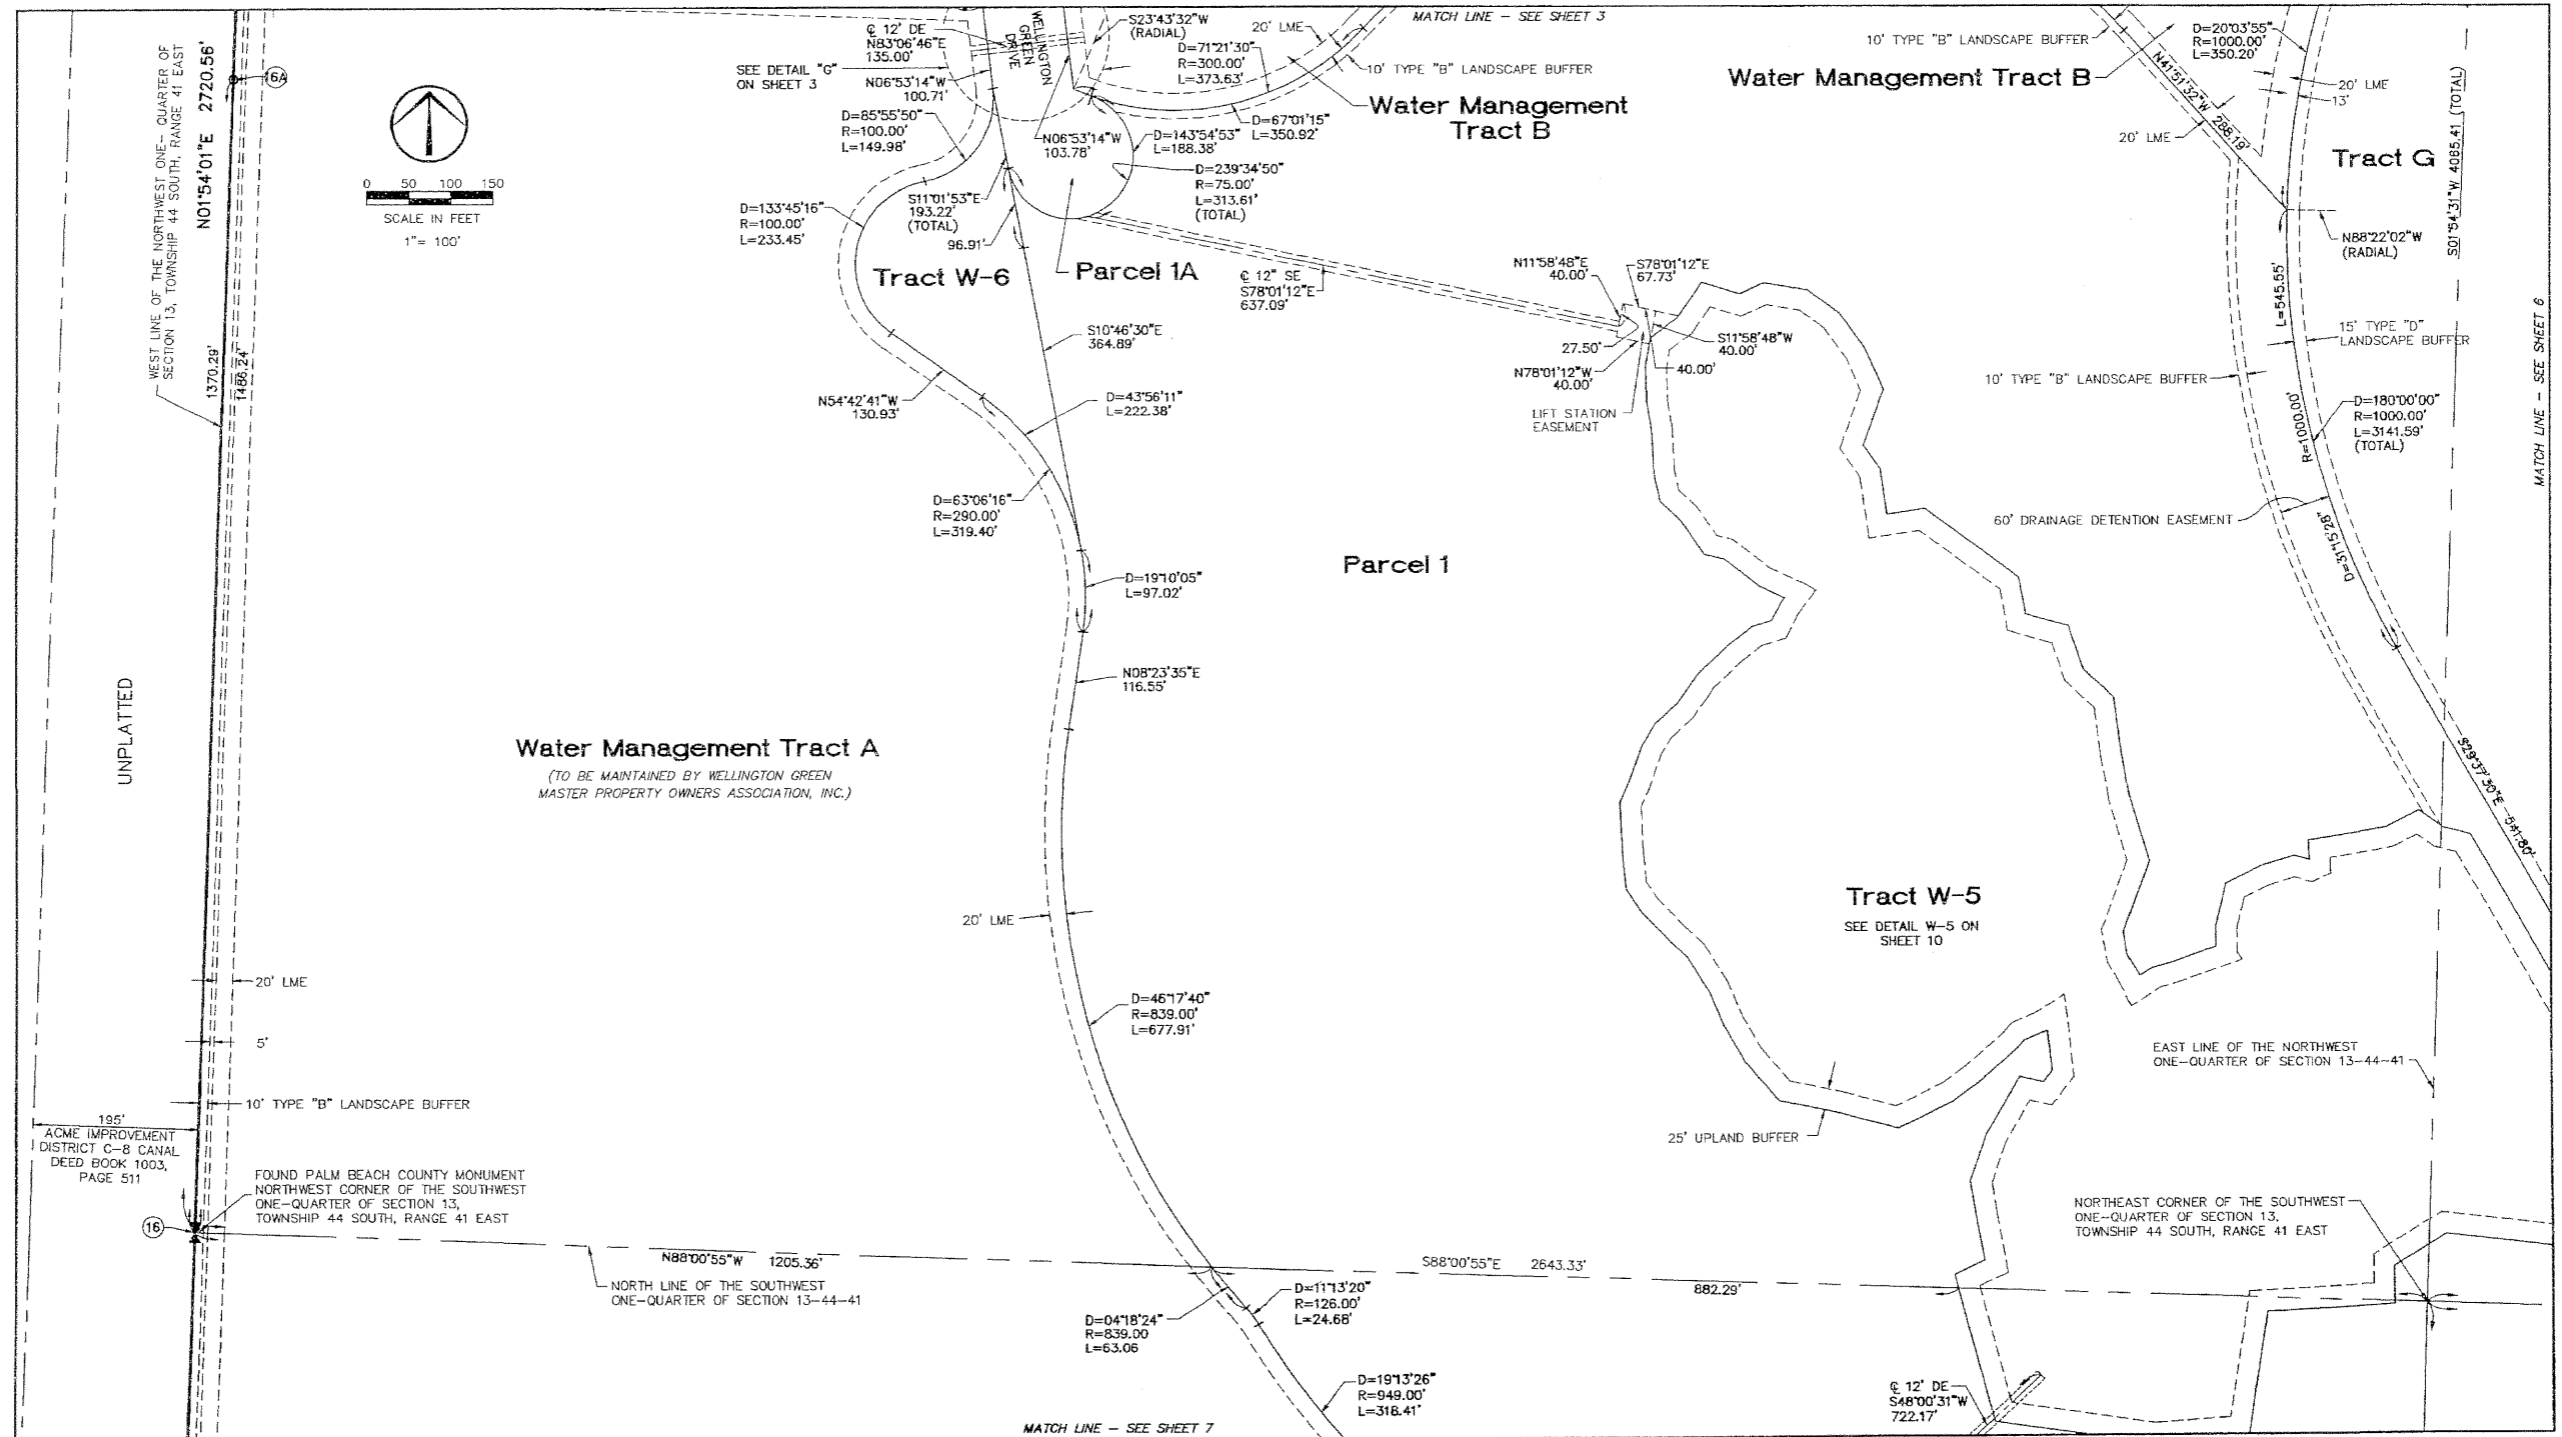 MATCH LINE – SEE SHEET 3
WEST LINE OF THE NORTHWEST ONE– QUARTER OF
SECTION 13, TOWNSHIP 44 SOUTH, RANGE 41 EAST
N01°54'01"E 2720.56'
16A
1370.29'
1486.24'
0 50 100 150
SCALE IN FEET
1"= 100'
℄ 12' DE
N83°06'46"E
135.00'
SEE DETAIL "G"
ON SHEET 3
N06°53'14"W
100.71'
D=85°55'50"
R=100.00'
L=149.98'
WELLINGTON
GREEN
DRIVE
S23°43'32"W
(RADIAL)
20' LME
D=71°21'30"
R=300.00'
L=373.63'
10' TYPE "B" LANDSCAPE BUFFER
Water Management
Tract B
D=67°01'15"
L=350.92'
N06°53'14"W
103.78'
D=143°54'53"
L=188.38'
D=239°34'50"
R=75.00'
L=313.61'
(TOTAL)
S11°01'53"E
193.22'
(TOTAL)
96.91'
D=133°45'16"
R=100.00'
L=233.45'
Tract W-6
Parcel 1A
℄ 12" SE
S78°01'12"E
637.09'
N11°58'48"E
40.00'
S78°01'12"E
67.73'
S11°58'48"W
40.00'
27.50'
40.00'
N78°01'12"W
40.00'
LIFT STATION
EASEMENT
S10°46'30"E
364.89'
N54°42'41"W
130.93'
D=43°56'11"
L=222.38'
D=63°06'16"
R=290.00'
L=319.40'
D=19°10'05"
L=97.02'
N08°23'35"E
116.55'
Parcel 1
10' TYPE "B" LANDSCAPE BUFFER
Water Management Tract B
D=20°03'55"
R=1000.00'
L=350.20'
N41°51'32"W 288.19'
20' LME
13'
20' LME
Tract G
S01°54'31"W 4085.41 (TOTAL)
N88°22'02"W
(RADIAL)
L=545.55'
15' TYPE "D"
LANDSCAPE BUFFER
10' TYPE "B" LANDSCAPE BUFFER
R=1000.00'
D=180°00'00"
R=1000.00'
L=3141.59'
(TOTAL)
MATCH LINE – SEE SHEET 6
60' DRAINAGE DETENTION EASEMENT
D=31°15'28"
S29°37'30"E 541.80'
UNPLATTED
Water Management Tract A
(TO BE MAINTAINED BY WELLINGTON GREEN
MASTER PROPERTY OWNERS ASSOCIATION, INC.)
20' LME
Tract W-5
SEE DETAIL W-5 ON
SHEET 10
20' LME
5'
D=46°17'40"
R=839.00'
L=677.91'
EAST LINE OF THE NORTHWEST
ONE–QUARTER OF SECTION 13–44–41
10' TYPE "B" LANDSCAPE BUFFER
195'
ACME IMPROVEMENT
DISTRICT C–8 CANAL
DEED BOOK 1003,
PAGE 511
25' UPLAND BUFFER
FOUND PALM BEACH COUNTY MONUMENT
NORTHWEST CORNER OF THE SOUTHWEST
ONE–QUARTER OF SECTION 13,
TOWNSHIP 44 SOUTH, RANGE 41 EAST
16
NORTHEAST CORNER OF THE SOUTHWEST
ONE–QUARTER OF SECTION 13,
TOWNSHIP 44 SOUTH, RANGE 41 EAST
N88°00'55"W 1205.36'
S88°00'55"E 2643.33'
882.29'
NORTH LINE OF THE SOUTHWEST
ONE–QUARTER OF SECTION 13–44–41
D=11°13'20"
R=126.00'
L=24.68'
D=04°18'24"
R=839.00
L=63.06
D=19°13'26"
R=949.00'
L=318.41'
℄ 12' DE
S48°00'31"W
722.17'
MATCH LINE – SEE SHEET 7